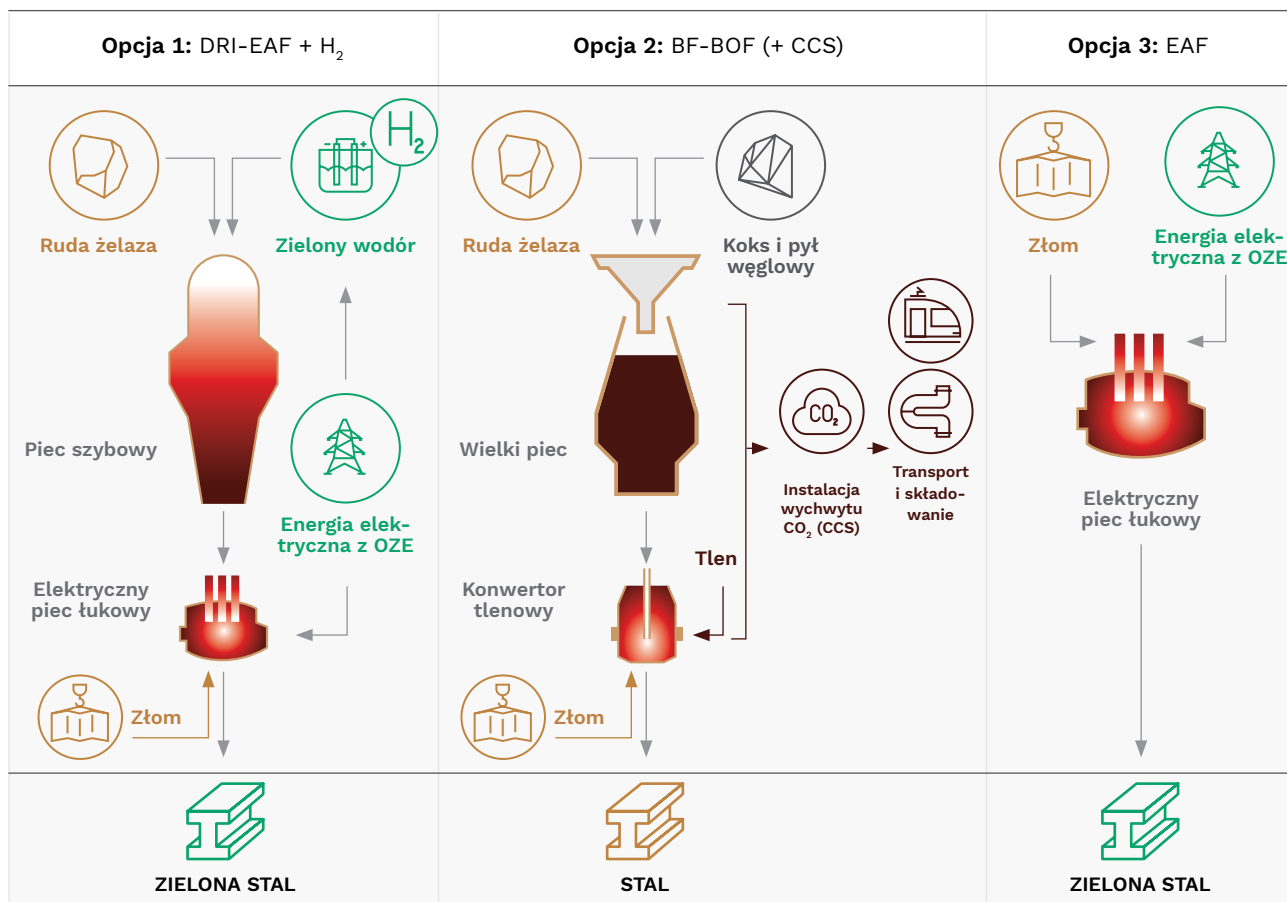 Opcja 1: DRI-EAF + H₂
Opcja 2: BF-BOF (+ CCS)
Opcja 3: EAF
H₂
Ruda żelaza
Zielony wodór
Piec szybowy
Energia elek-
tryczna z OZE
Elektryczny
piec łukowy
Złom
ZIELONA STAL
Ruda żelaza
Koks i pył
węglowy
Wielki piec
CO₂
Instalacja
wychwytu
CO₂ (CCS)
Transport
i składo-
wanie
Tlen
Konwertor
tlenowy
Złom
STAL
Złom
Energia elek-
tryczna z OZE
Elektryczny
piec łukowy
ZIELONA STAL